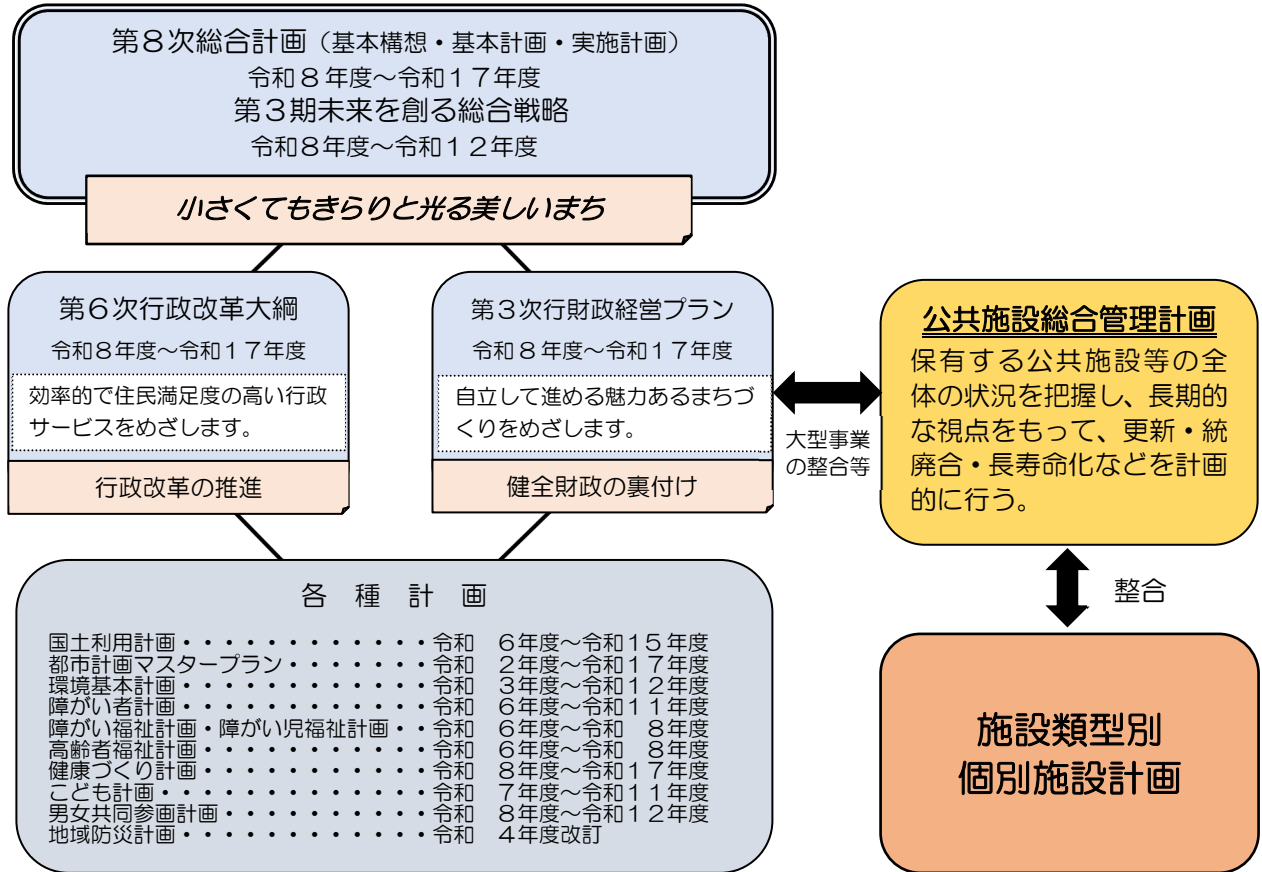 第8次総合計画（基本構想・基本計画・実施計画）
令和８年度～令和１７年度
第３期未来を創る総合戦略
令和８年度～令和１２年度
小さくてもきらりと光る美しいまち
第６次行政改革大綱
令和８年度～令和１７年度
効率的で住民満足度の高い行政
サービスをめざします。
行政改革の推進
第３次行財政経営プラン
令和８年度～令和１７年度
自立して進める魅力あるまちづ
くりをめざします。
健全財政の裏付け
大型事業
の整合等
公共施設総合管理計画
保有する公共施設等の全
体の状況を把握し、長期的
な視点をもって、更新・統
廃合・長寿命化などを計画
的に行う。
整合
施設類型別
個別施設計画
各　種　計　画
国土利用計画・・・・・・・・・・・・令和　６年度～令和１５年度
都市計画マスタープラン・・・・・・・令和　２年度～令和１７年度
環境基本計画・・・・・・・・・・・・令和　３年度～令和１２年度
障がい者計画・・・・・・・・・・・・令和　６年度～令和１１年度
障がい福祉計画・障がい児福祉計画・・令和　６年度～令和　８年度
高齢者福祉計画・・・・・・・・・・・令和　６年度～令和　８年度
健康づくり計画・・・・・・・・・・・令和　８年度～令和１７年度
こども計画・・・・・・・・・・・・・令和　７年度～令和１１年度
男女共同参画計画・・・・・・・・・・令和　８年度～令和１２年度
地域防災計画・・・・・・・・・・・・令和　４年度改訂